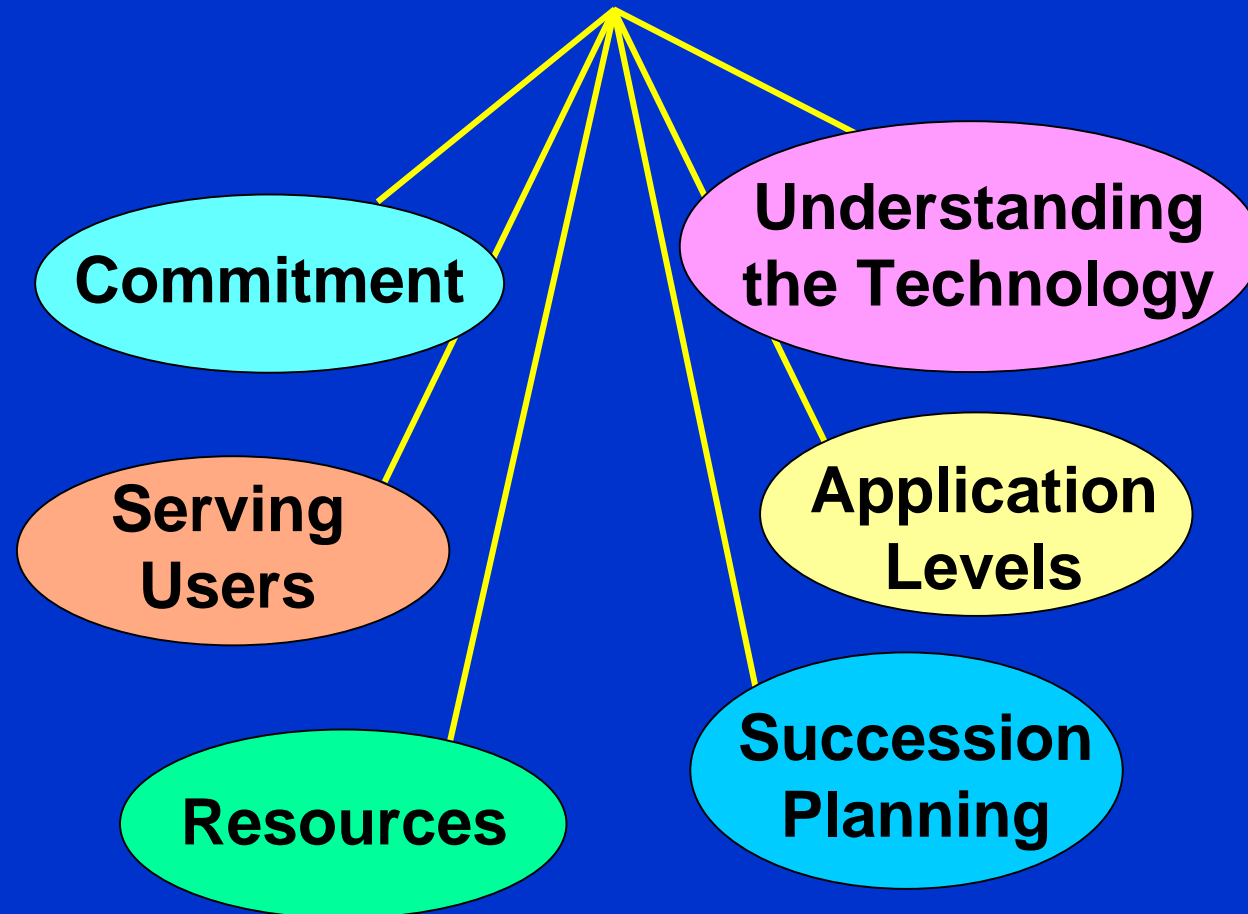 Commitment
Understanding
the Technology
Serving
Users
Application
Levels
Resources
Succession
Planning